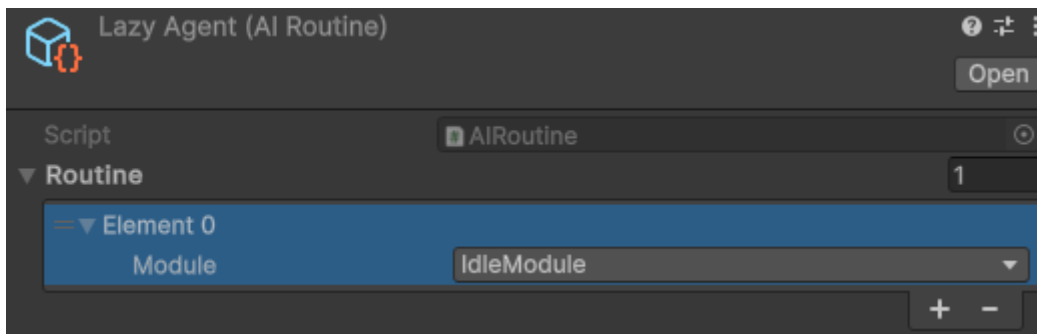 Lazy Agent (AI Routine)
Open
Script AIRoutine
Routine 1
Element 0
Module IdleModule